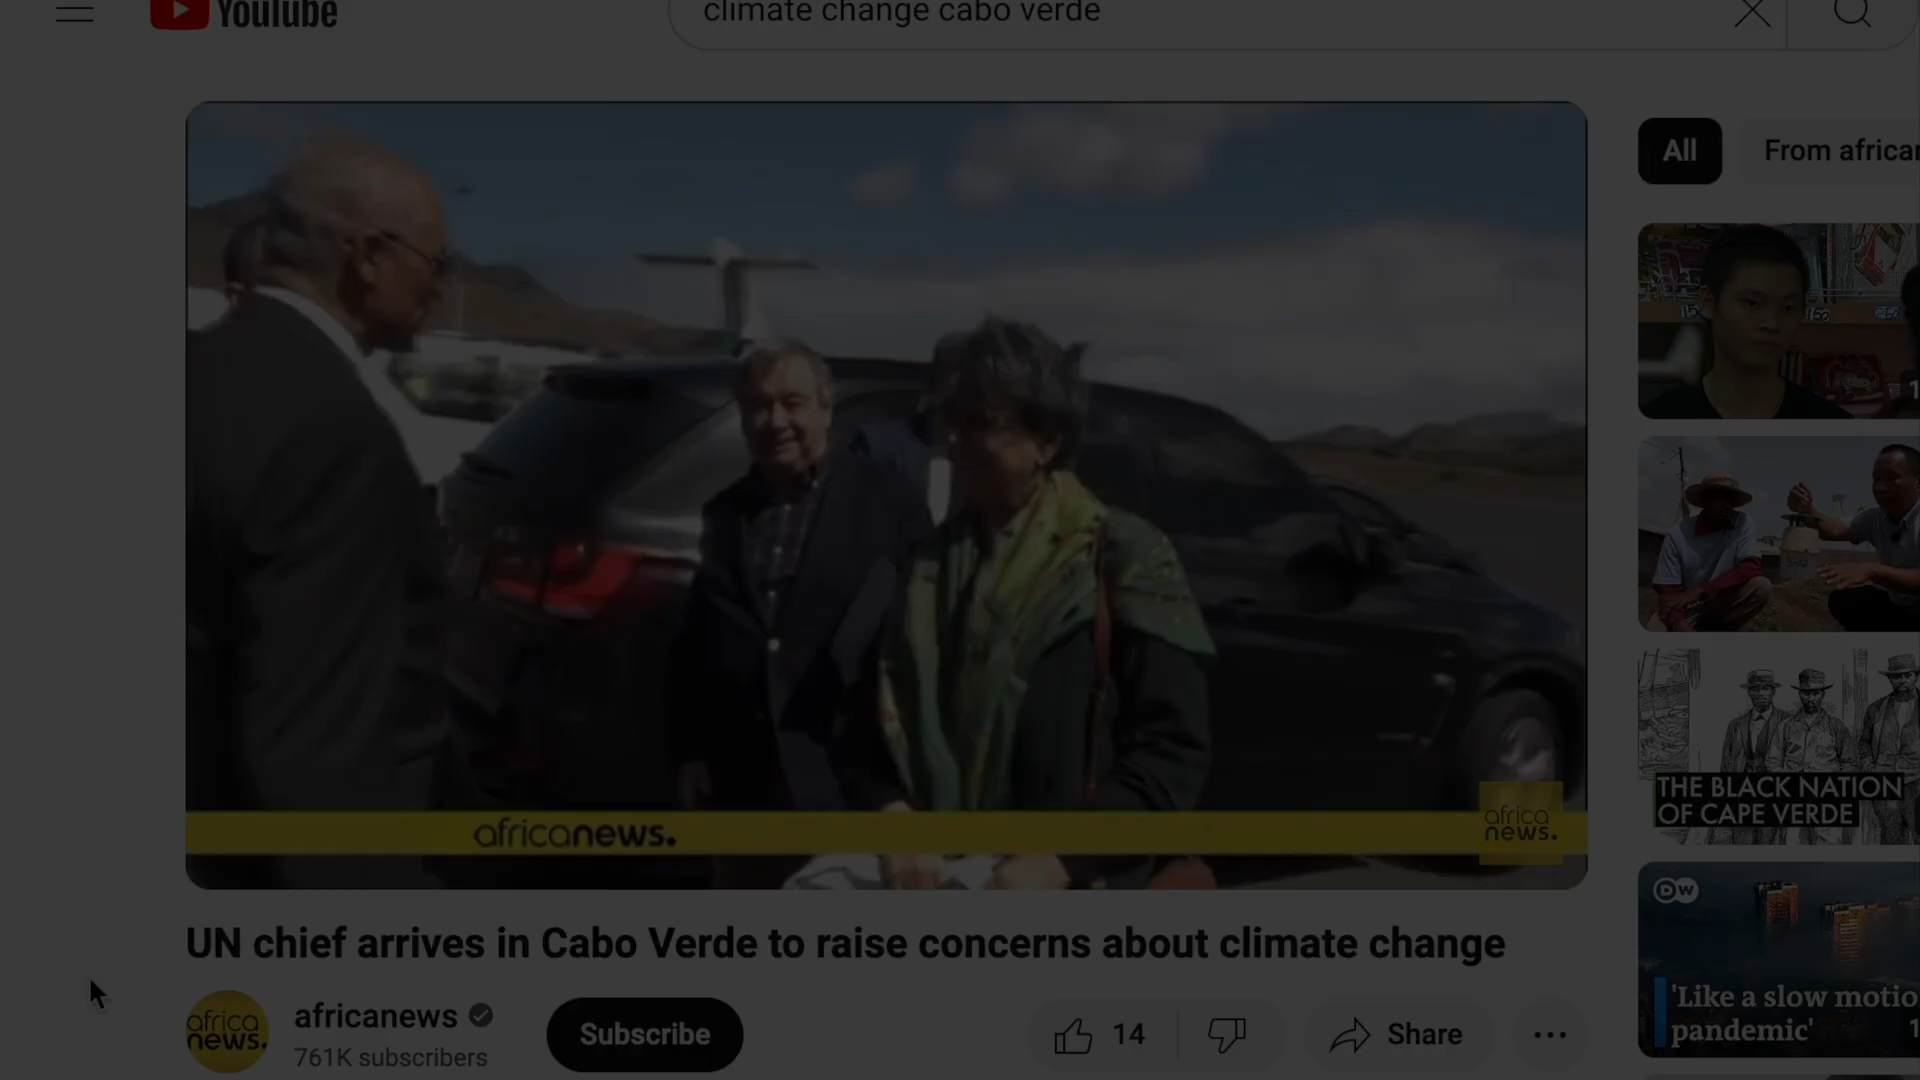 YouTube
climate change cabo verde
All
From african
africanews.
africa
news.
THE BLACK NATION
OF CAPE VERDE
DW
'Like a slow motio
pandemic'
UN chief arrives in Cabo Verde to raise concerns about climate change
africa
news.
africanews
761K subscribers
Subscribe
14
Share